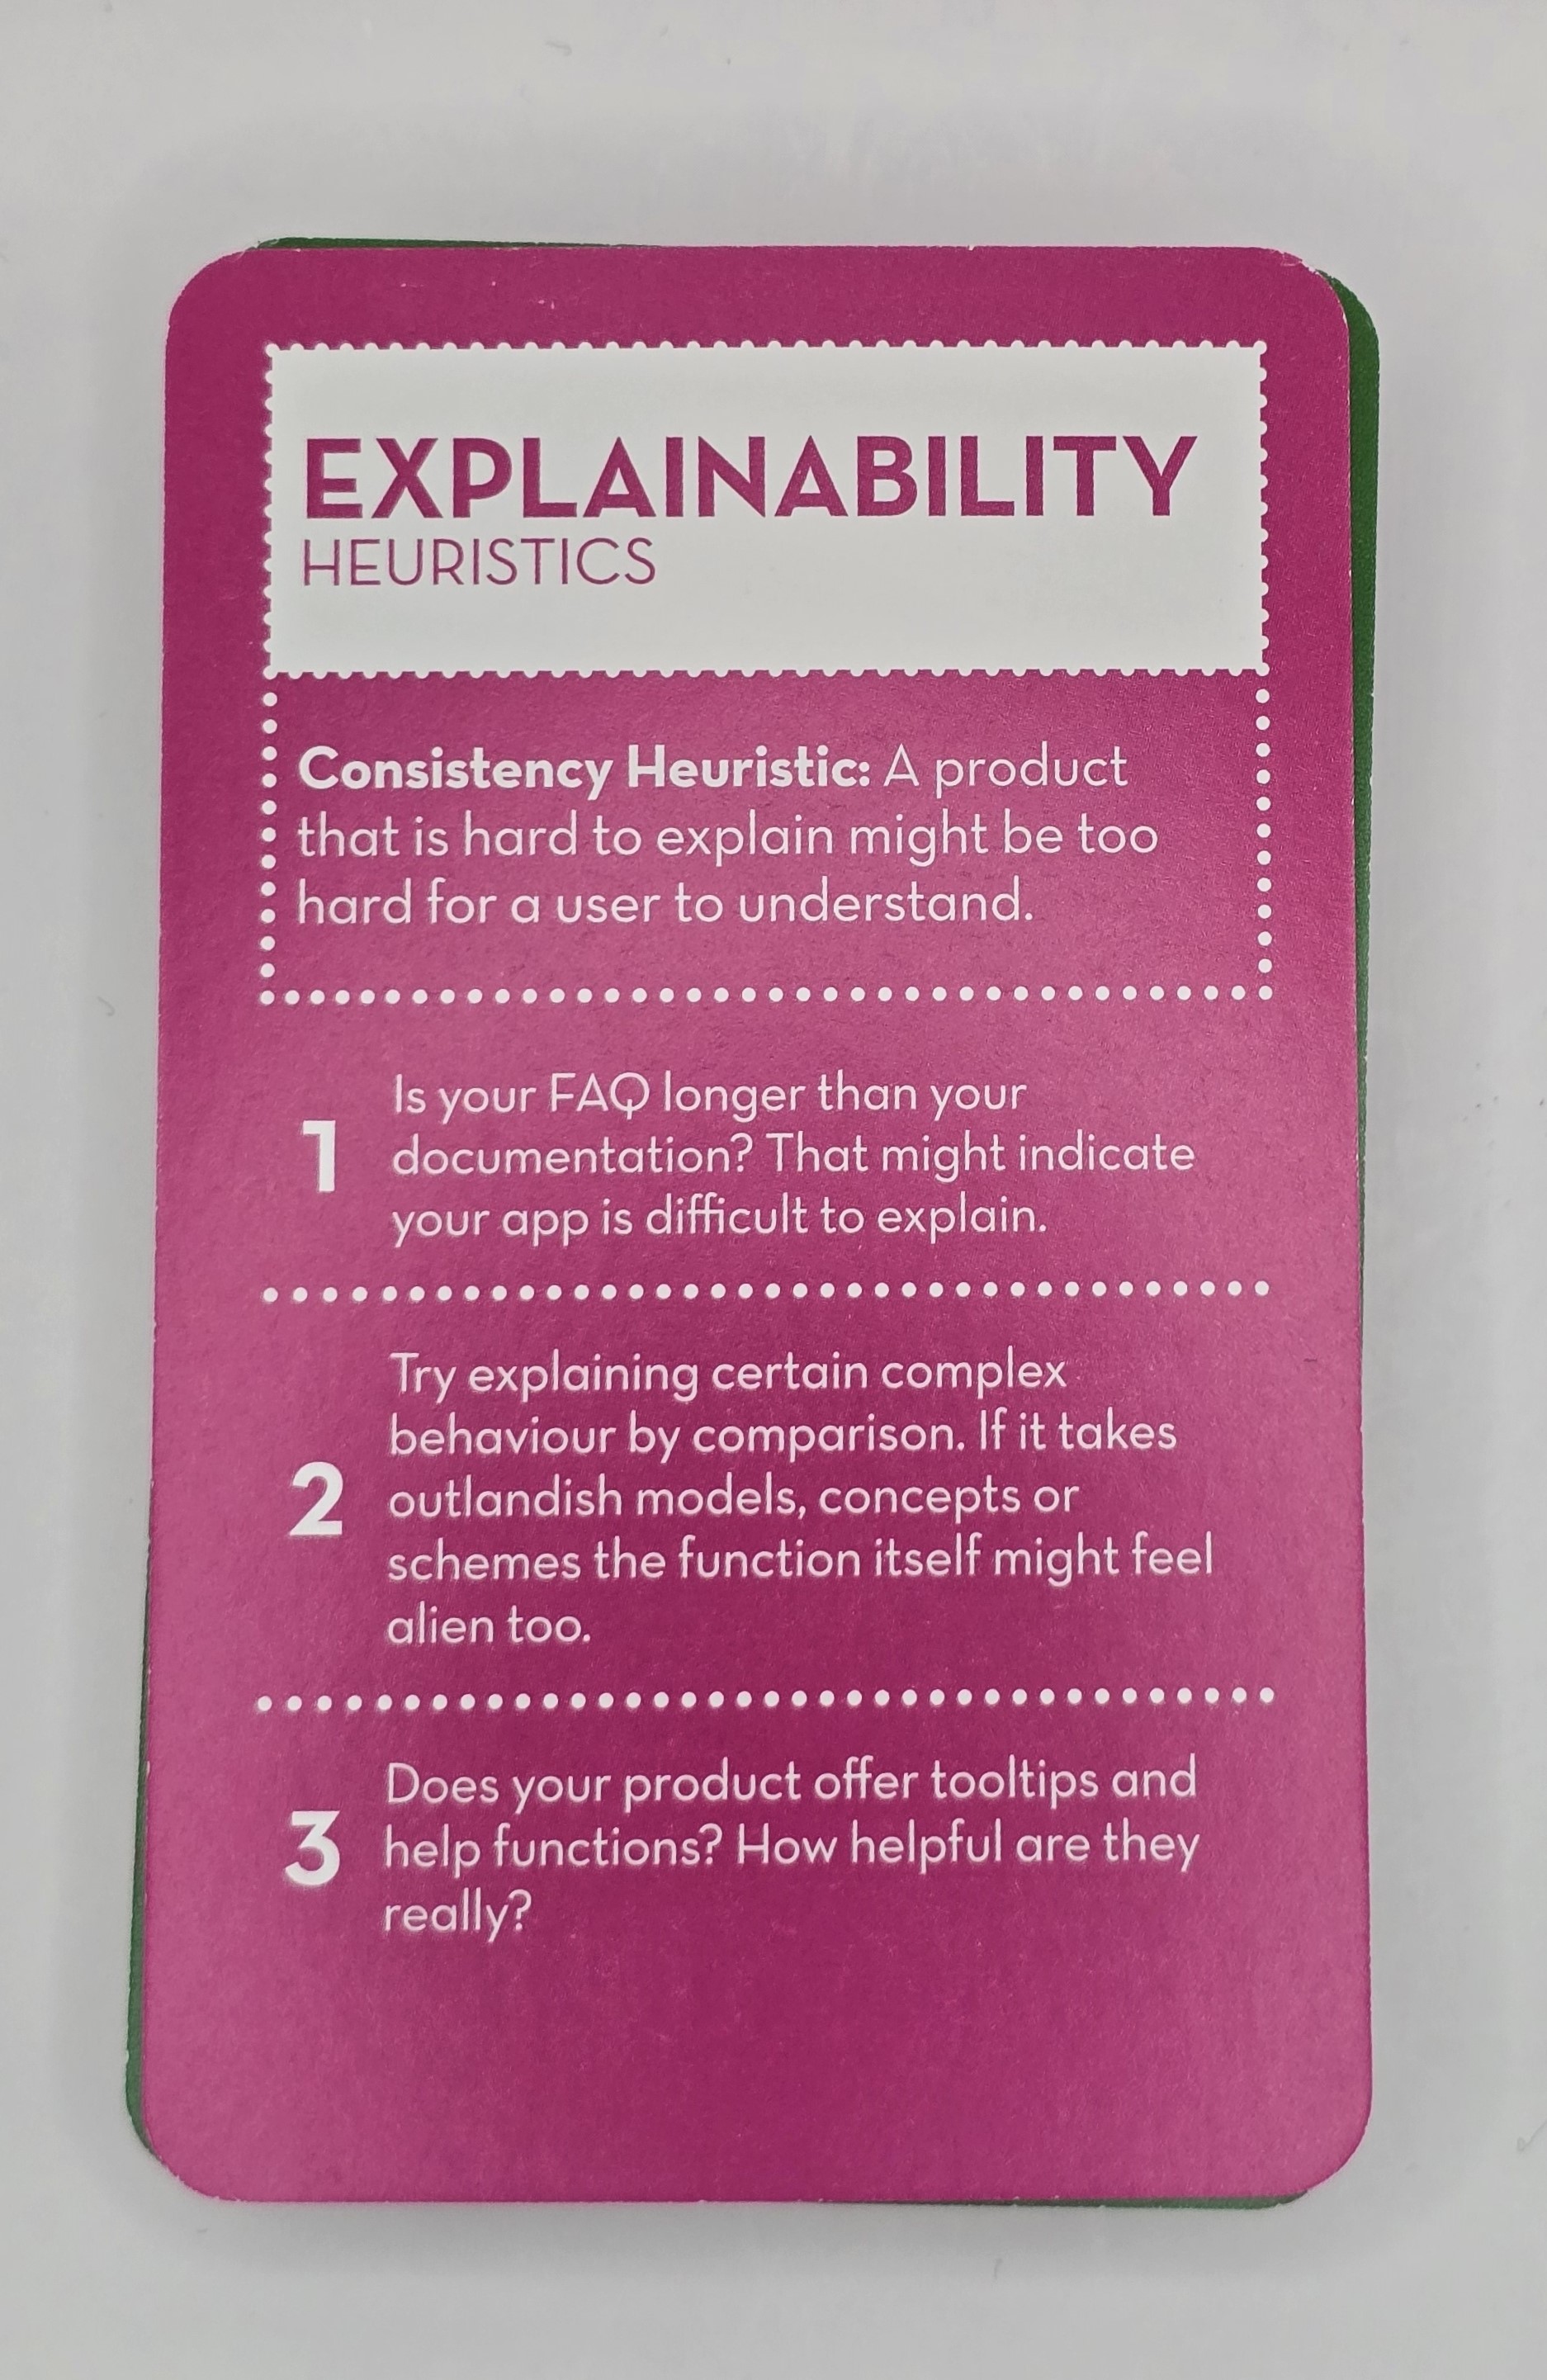 EXPLAINABILITY
HEURISTICS
Consistency Heuristic: A product
that is hard to explain might be too
hard for a user to understand.
1
Is your FAQ longer than your
documentation? That might indicate
your app is difficult to explain.
2
Try explaining certain complex
behaviour by comparison. If it takes
outlandish models, concepts or
schemes the function itself might feel
alien too.
3
Does your product offer tooltips and
help functions? How helpful are they
really?